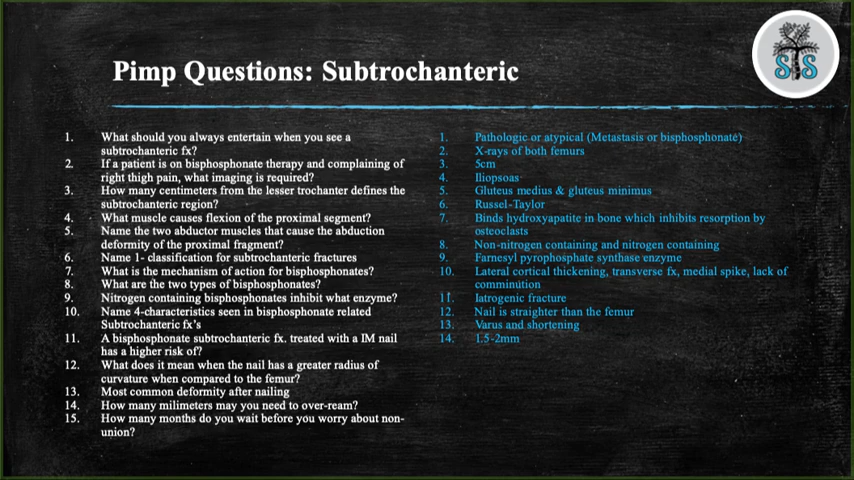 Pimp Questions: Subtrochanteric
STS
1. What should you always entertain when you see a
subtrochanteric fx?
2. If a patient is on bisphosphonate therapy and complaining of
right thigh pain, what imaging is required?
3. How many centimeters from the lesser trochanter defines the
subtrochanteric region?
4. What muscle causes flexion of the proximal segment?
5. Name the two abductor muscles that cause the abduction
deformity of the proximal fragment?
6. Name 1- classification for subtrochanteric fractures
7. What is the mechanism of action for bisphosphonates?
8. What are the two types of bisphosphonates?
9. Nitrogen containing bisphosphonates inhibit what enzyme?
10. Name 4-characteristics seen in bisphosphonate related
Subtrochanteric fx's
11. A bisphosphonate subtrochanteric fx. treated with a IM nail
has a higher risk of?
12. What does it mean when the nail has a greater radius of
curvature when compared to the femur?
13. Most common deformity after nailing
14. How many milimeters may you need to over-ream?
15. How many months do you wait before you worry about non-
union?
1. Pathologic or atypical (Metastasis or bisphosphonate)
2. X-rays of both femurs
3. 5cm
4. Iliopsoas
5. Gluteus medius & gluteus minimus
6. Russel-Taylor
7. Binds hydroxyapatite in bone which inhibits resorption by
osteoclasts
8. Non-nitrogen containing and nitrogen containing
9. Farnesyl pyrophosphate synthase enzyme
10. Lateral cortical thickening, transverse fx, medial spike, lack of
comminution
11. Iatrogenic fracture
12. Nail is straighter than the femur
13. Varus and shortening
14. 1.5-2mm